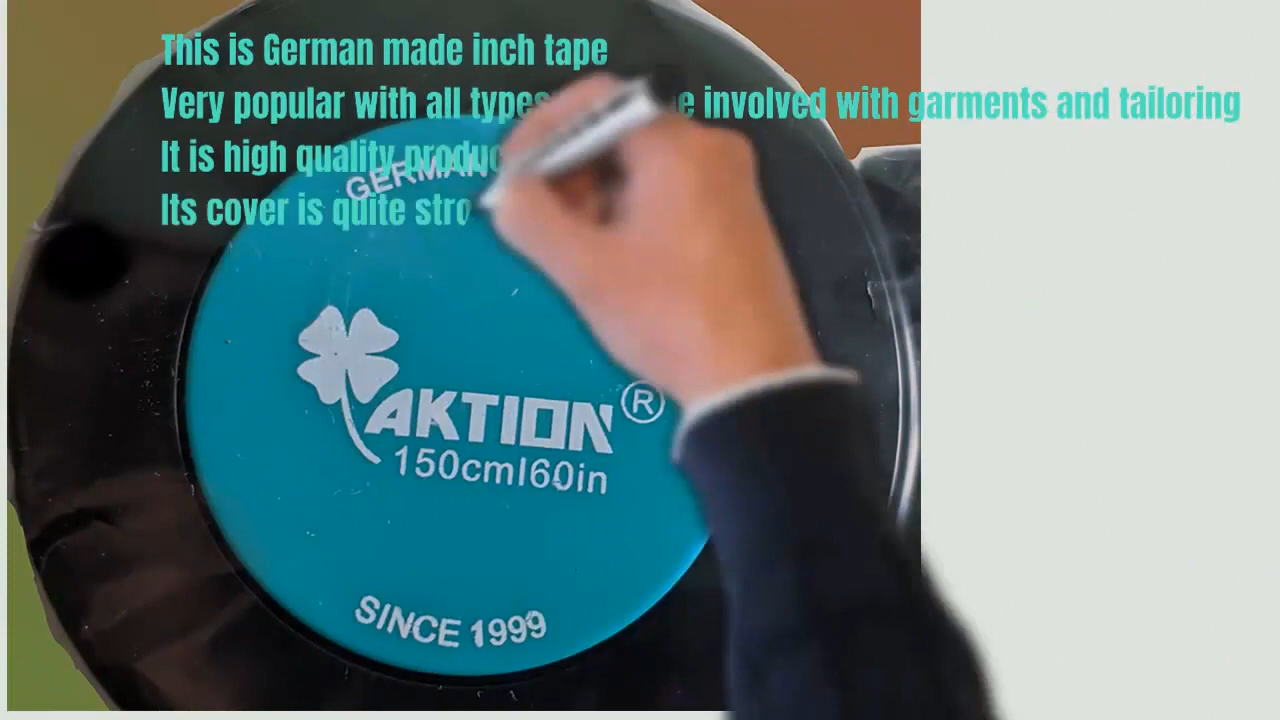 This is German made inch tape
Very popular with all types involved with garments and tailoring
It is high quality
Its cover is quite
GERMAN
AKTION
®
150cm|60in
SINCE 1999